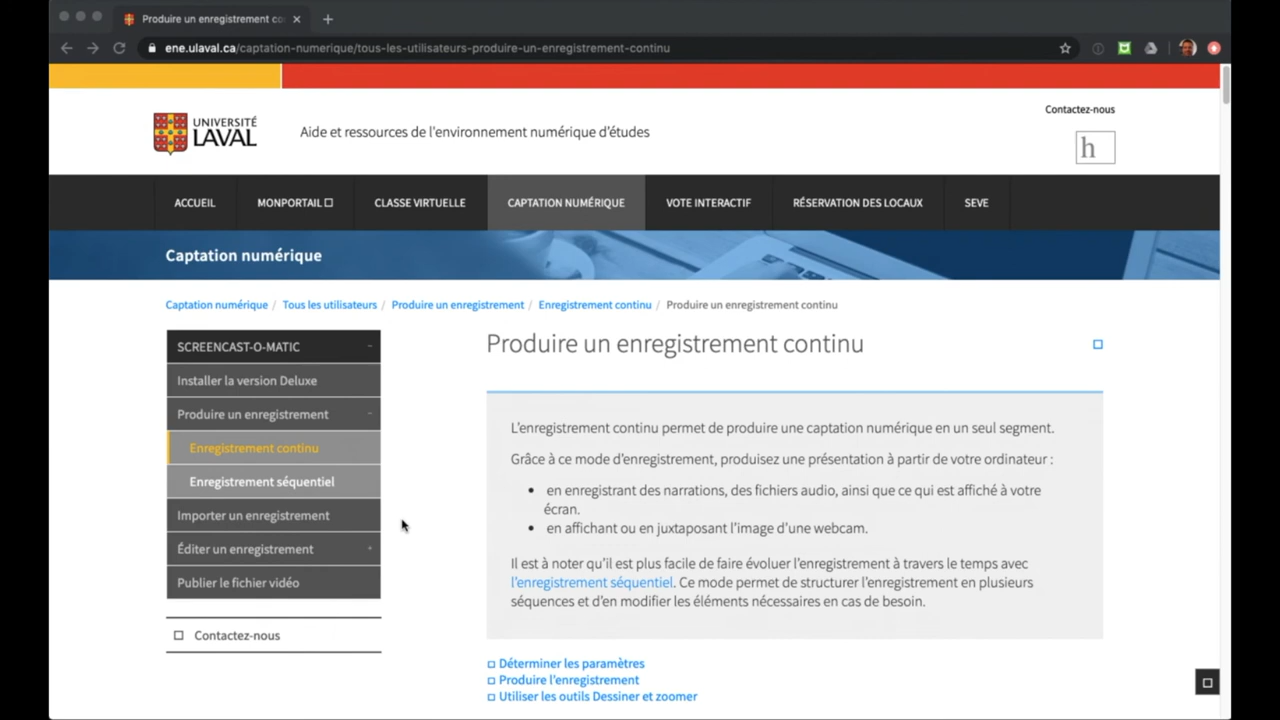 Produire un enregistrement co
ene.ulaval.ca/captation-numerique/tous-les-utilisateurs-produire-un-enregistrement-continu
Contactez-nous
UNIVERSITÉ
LAVAL
Aide et ressources de l'environnement numérique d'études
h
ACCUEIL
MONPORTAIL
CLASSE VIRTUELLE
CAPTATION NUMÉRIQUE
VOTE INTERACTIF
RÉSERVATION DES LOCAUX
SEVE
Captation numérique
Captation numérique / Tous les utilisateurs / Produire un enregistrement / Enregistrement continu / Produire un enregistrement continu
SCREENCAST-O-MATIC -
Installer la version Deluxe
Produire un enregistrement -
Enregistrement continu
Enregistrement séquentiel
Importer un enregistrement
Éditer un enregistrement +
Publier le fichier vidéo
Contactez-nous
Produire un enregistrement continu
L'enregistrement continu permet de produire une captation numérique en un seul segment.
Grâce à ce mode d'enregistrement, produisez une présentation à partir de votre ordinateur :
• en enregistrant des narrations, des fichiers audio, ainsi que ce qui est affiché à votre
écran.
• en affichant ou en juxtaposant l'image d'une webcam.
Il est à noter qu'il est plus facile de faire évoluer l'enregistrement à travers le temps avec
l'enregistrement séquentiel. Ce mode permet de structurer l'enregistrement en plusieurs
séquences et d'en modifier les éléments nécessaires en cas de besoin.
Déterminer les paramètres
Produire l'enregistrement
Utiliser les outils Dessiner et zoomer